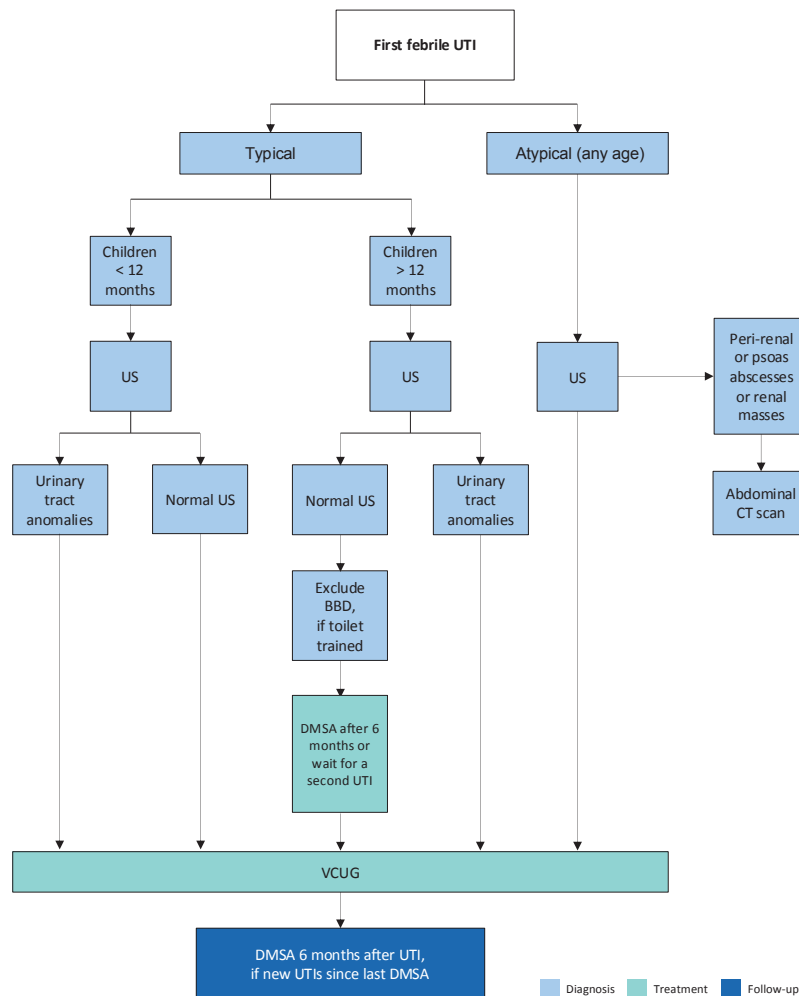 First febrile UTI
Typical
Atypical (any age)
Children
< 12
months
Children
> 12
months
US
US
US
Peri-renal
or psoas
abscesses
or renal
masses
Urinary
tract
anomalies
Normal US
Normal US
Urinary
tract
anomalies
Abdominal
CT scan
Exclude
BBD,
if toilet
trained
DMSA after 6
months or
wait for a
second UTI
VCUG
DMSA 6 months after UTI,
if new UTIs since last DMSA
Diagnosis
Treatment
Follow-up